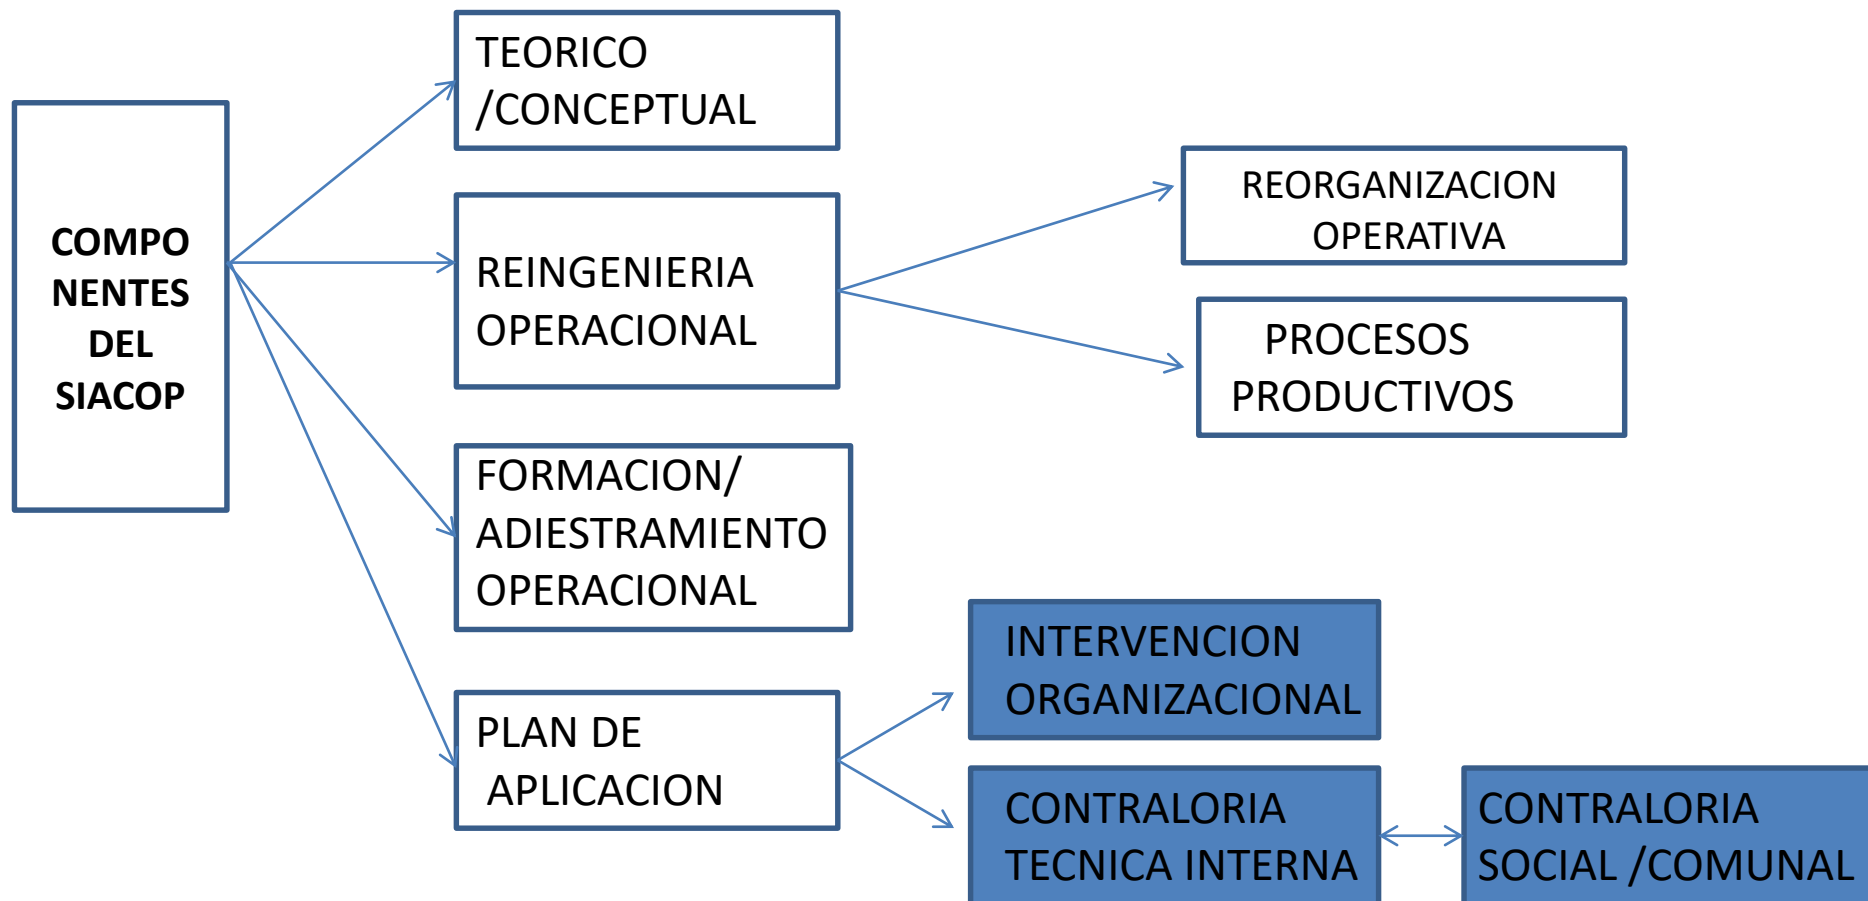 COMPO
NENTES
DEL
SIACOP
TEORICO
/CONCEPTUAL
REINGENIERIA
OPERACIONAL
REORGANIZACION
OPERATIVA
PROCESOS
PRODUCTIVOS
FORMACION/
ADIESTRAMIENTO
OPERACIONAL
PLAN DE
APLICACION
INTERVENCION
ORGANIZACIONAL
CONTRALORIA
TECNICA INTERNA
CONTRALORIA
SOCIAL /COMUNAL